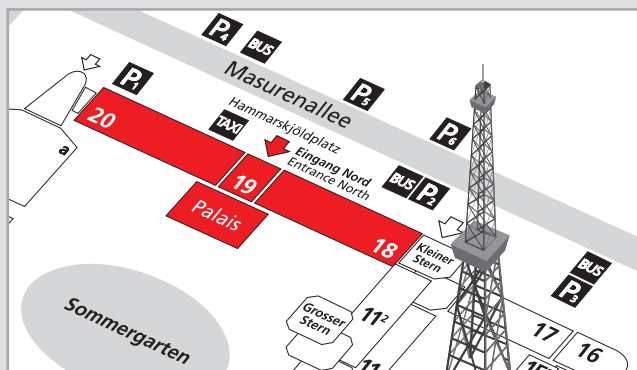 P4
BUS
Masurenallee
P5
P1
Hammarskjöldplatz
TAXI
P6
Eingang Nord
Entrance North
BUS
P2
20
a
19
Palais
18
Kleiner
Stern
BUS
P3
Sommergarten
Grosser
Stern
11²
17
16
11